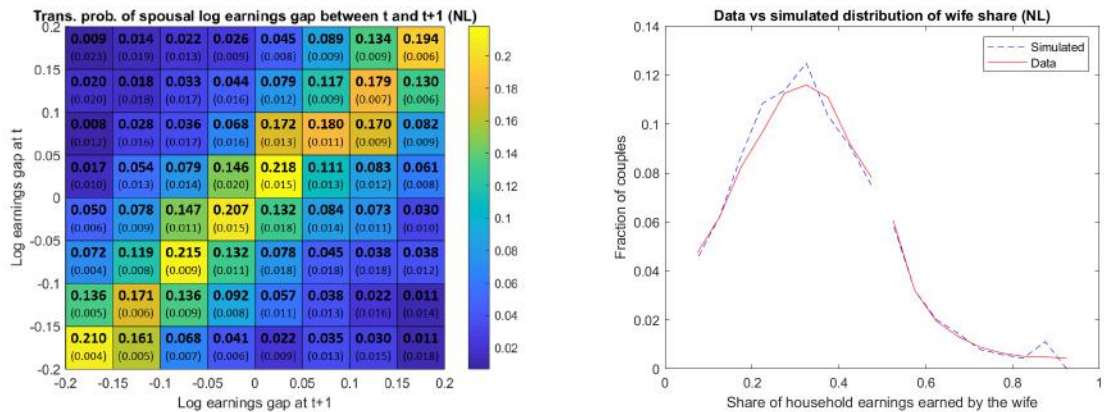 Trans. prob. of spousal log earnings gap between t and t+1 (NL)
0.2
0.15
0.1
0.05
0
-0.05
-0.1
-0.15
-0.2
Log earnings gap at t
0.009 0.014 0.022 0.026 0.045 0.089 0.134 0.194
(0.023) (0.019) (0.013) (0.009) (0.008) (0.009) (0.009) (0.006)
0.020 0.018 0.033 0.044 0.079 0.117 0.179 0.130
(0.020) (0.018) (0.017) (0.016) (0.012) (0.009) (0.007) (0.006)
0.008 0.028 0.036 0.068 0.172 0.180 0.170 0.082
(0.012) (0.016) (0.017) (0.016) (0.013) (0.011) (0.009) (0.009)
0.017 0.054 0.079 0.146 0.218 0.111 0.083 0.061
(0.010) (0.013) (0.014) (0.020) (0.015) (0.013) (0.012) (0.008)
0.050 0.078 0.147 0.207 0.132 0.084 0.073 0.030
(0.006) (0.009) (0.011) (0.015) (0.018) (0.014) (0.011) (0.010)
0.072 0.119 0.215 0.132 0.078 0.045 0.038 0.038
(0.004) (0.008) (0.009) (0.011) (0.018) (0.018) (0.018) (0.012)
0.136 0.171 0.136 0.092 0.057 0.038 0.022 0.011
(0.005) (0.006) (0.009) (0.008) (0.011) (0.013) (0.016) (0.014)
0.210 0.161 0.068 0.041 0.022 0.035 0.030 0.011
(0.004) (0.005) (0.007) (0.006) (0.009) (0.013) (0.015) (0.018)
-0.2 -0.15 -0.1 -0.05 0 0.05 0.1 0.15 0.2
Log earnings gap at t+1
0.2
0.18
0.16
0.14
0.12
0.1
0.08
0.06
0.04
0.02
Data vs simulated distribution of wife share (NL)
Simulated
Data
0.14
0.12
0.1
0.08
0.06
0.04
0.02
0
Fraction of couples
0 0.2 0.4 0.6 0.8 1
Share of household earnings earned by the wife